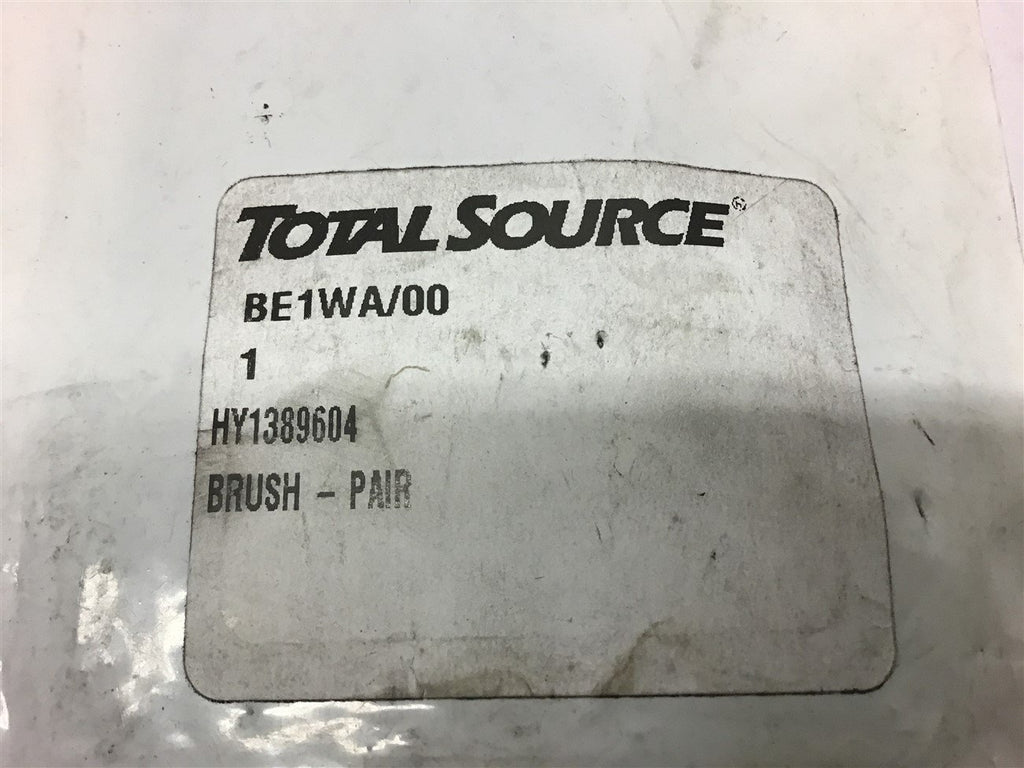 TOTAL SOURCE®
BE1WA/00
1
HY1389604
BRUSH - PAIR